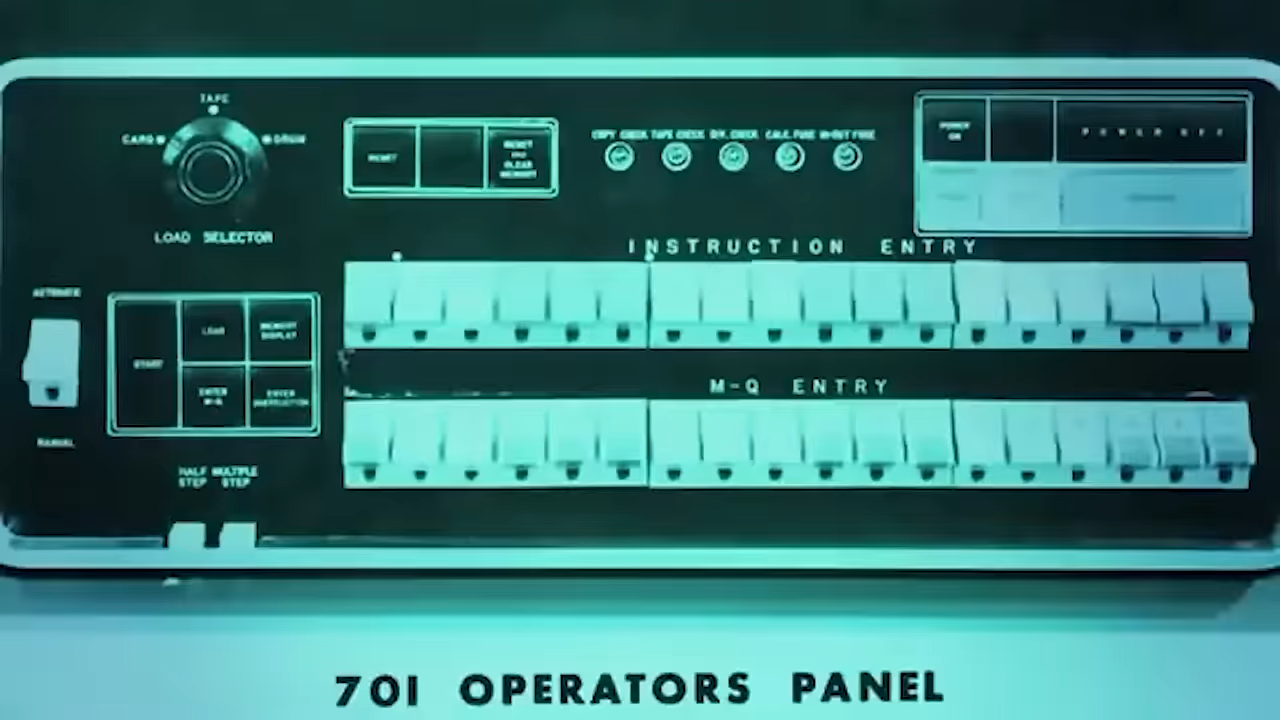 TAPE
CARD DRUM
LOAD SELECTOR
RESET
RESET
AND
CLEAR
MEMORY
COPY CHECK TAPE CHECK DIV. CHECK CALC. FUSE IN-OUT FUSE
POWER
ON
POWER OFF
INSTRUCTION ENTRY
AUTOMATIC
START
LOAD
MEMORY
DISPLAY
ENTER
M-Q
ENTER
INSTRUCTION
M-Q ENTRY
MANUAL
HALF
STEP
MULTIPLE
STEP
701 OPERATORS PANEL